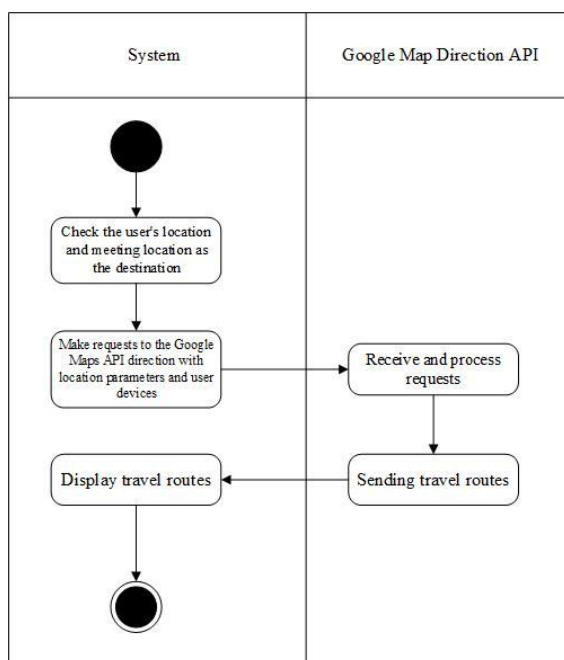 System
Google Map Direction API
Check the user's location
and meeting location as
the destination
Make requests to the Google
Maps API direction with
location parameters and user
devices
Receive and process
requests
Display travel routes
Sending travel routes